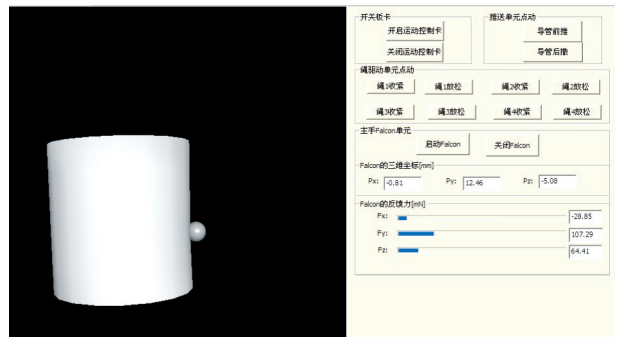 开关板卡
开启运动控制卡
关闭运动控制卡
推送单元点动
导管前推
导管后撤
绳驱动单元点动
绳1收紧 绳1放松 绳2收紧 绳2放松
绳3收紧 绳3放松 绳4收紧 绳4放松
主手Falcon单元
启动Falcon 关闭Falcon
Falcon的三维坐标[mm]
Px: -0.81 Py: 12.46 Pz: -5.08
Falcon的反馈力[mN]
Fx: -28.85
Fy: 107.29
Fz: 64.41